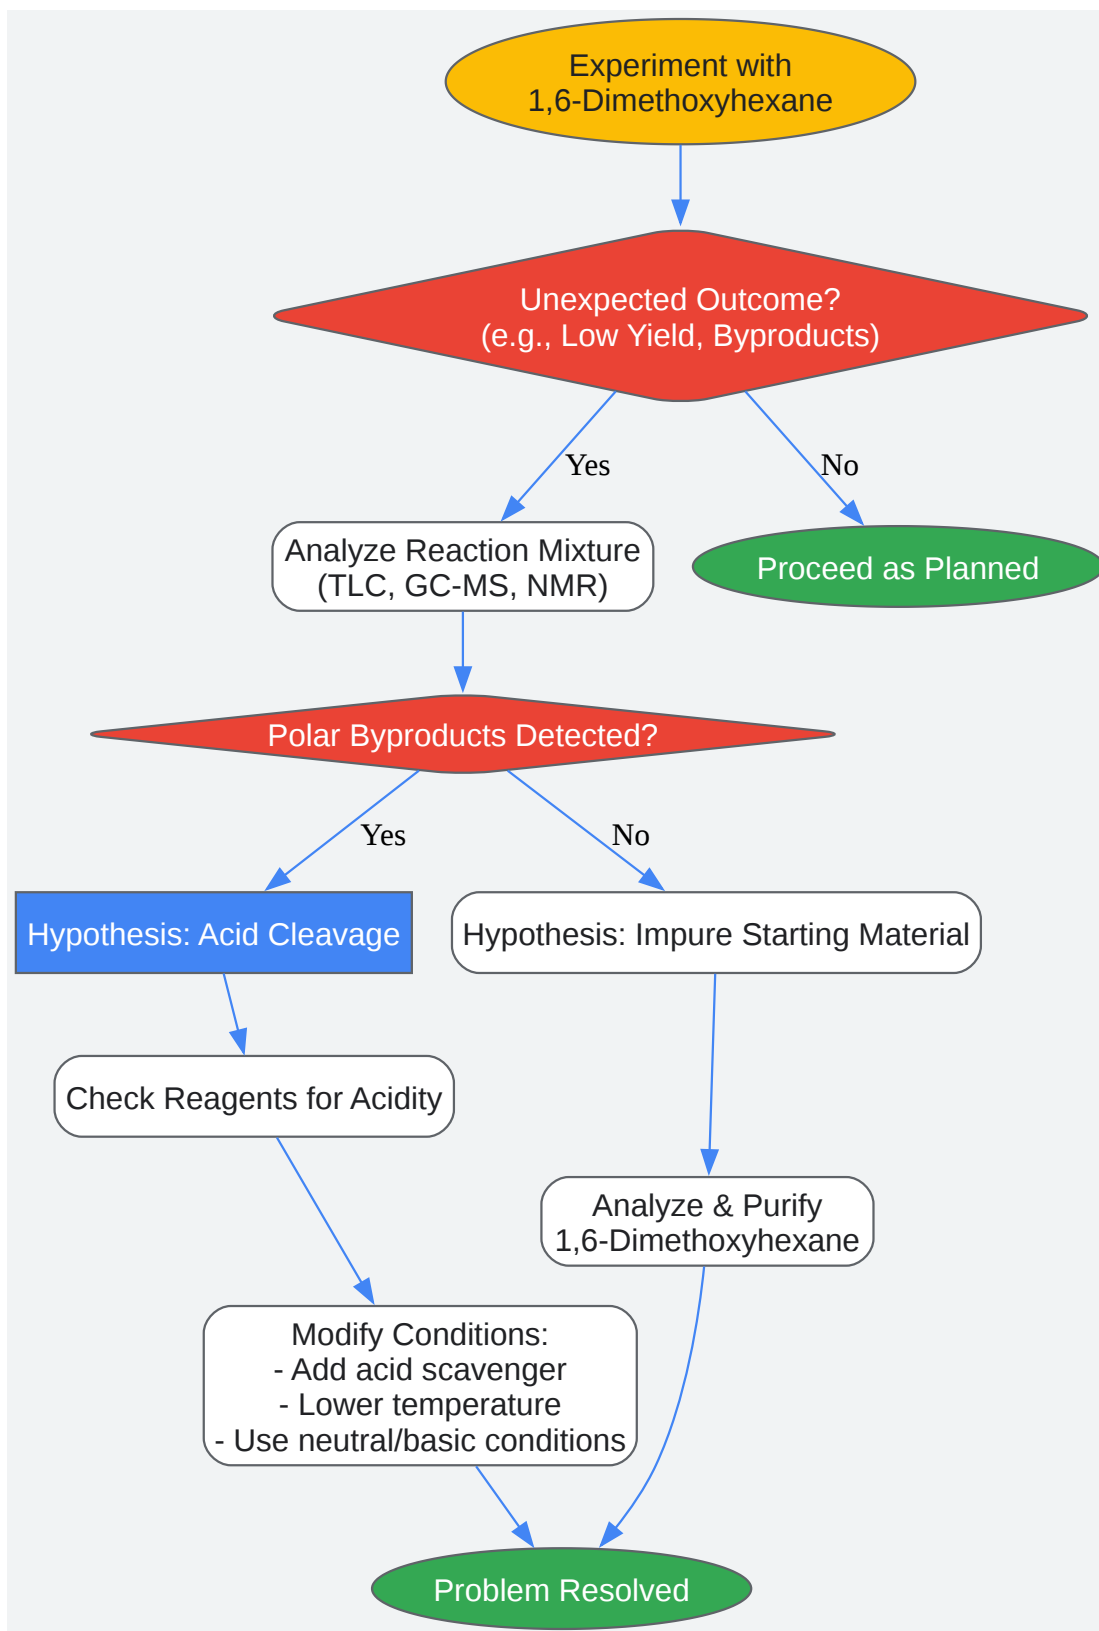 Experiment with
1,6-Dimethoxyhexane
Unexpected Outcome?
(e.g., Low Yield, Byproducts)
Yes
No
Analyze Reaction Mixture
(TLC, GC-MS, NMR)
Proceed as Planned
Polar Byproducts Detected?
Yes
No
Hypothesis: Acid Cleavage
Hypothesis: Impure Starting Material
Check Reagents for Acidity
Analyze & Purify
1,6-Dimethoxyhexane
Modify Conditions:
- Add acid scavenger
- Lower temperature
- Use neutral/basic conditions
Problem Resolved